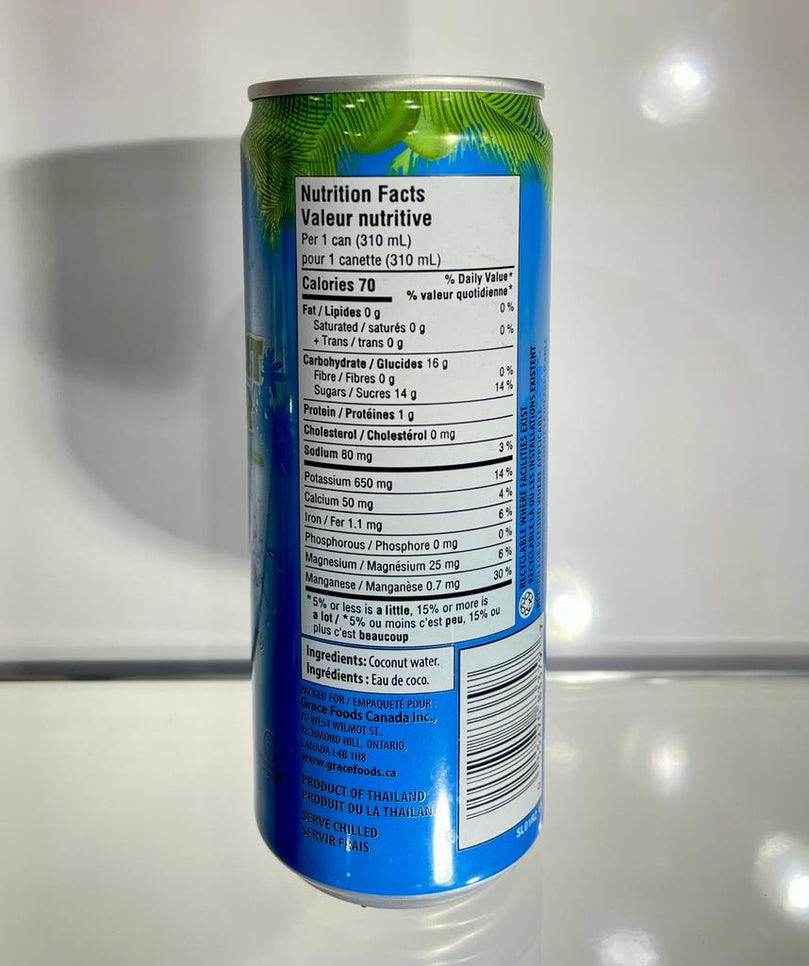 Nutrition Facts
Valeur nutritive
Per 1 can (310 mL)
pour 1 canette (310 mL)
Calories 70
% Daily Value*
% valeur quotidienne*
Fat / Lipides 0 g 0 %
Saturated / saturés 0 g 0 %
+ Trans / trans 0 g
Carbohydrate / Glucides 16 g
Fibre / Fibres 0 g 0 %
Sugars / Sucres 14 g 14 %
Protein / Protéines 1 g
Cholesterol / Cholestérol 0 mg
Sodium 80 mg 3 %
Potassium 650 mg 14 %
Calcium 50 mg 4 %
Iron / Fer 1.1 mg 6 %
Phosphorous / Phosphore 0 mg 0 %
Magnesium / Magnésium 25 mg 6 %
Manganese / Manganèse 0.7 mg 30 %
*5% or less is a little, 15% or more is
a lot / *5% ou moins c'est peu, 15% ou
plus c'est beaucoup
Ingredients: Coconut water.
Ingrédients : Eau de coco.
PACKED FOR / EMPAQUETÉ POUR :
Grace Foods Canada Inc.,
70 WEST WILMOT ST.,
RICHMOND HILL, ONTARIO,
CANADA L4B 1H8
www.gracefoods.ca
PRODUCT OF THAILAND
PRODUIT DU LA THAÏLAN
SERVE CHILLED
SERVIR FRAIS
RECYCLABLE WHERE FACILITIES EXIST
RECYCLABLE LÀ OÙ LES INSTALLATIONS EXISTENT